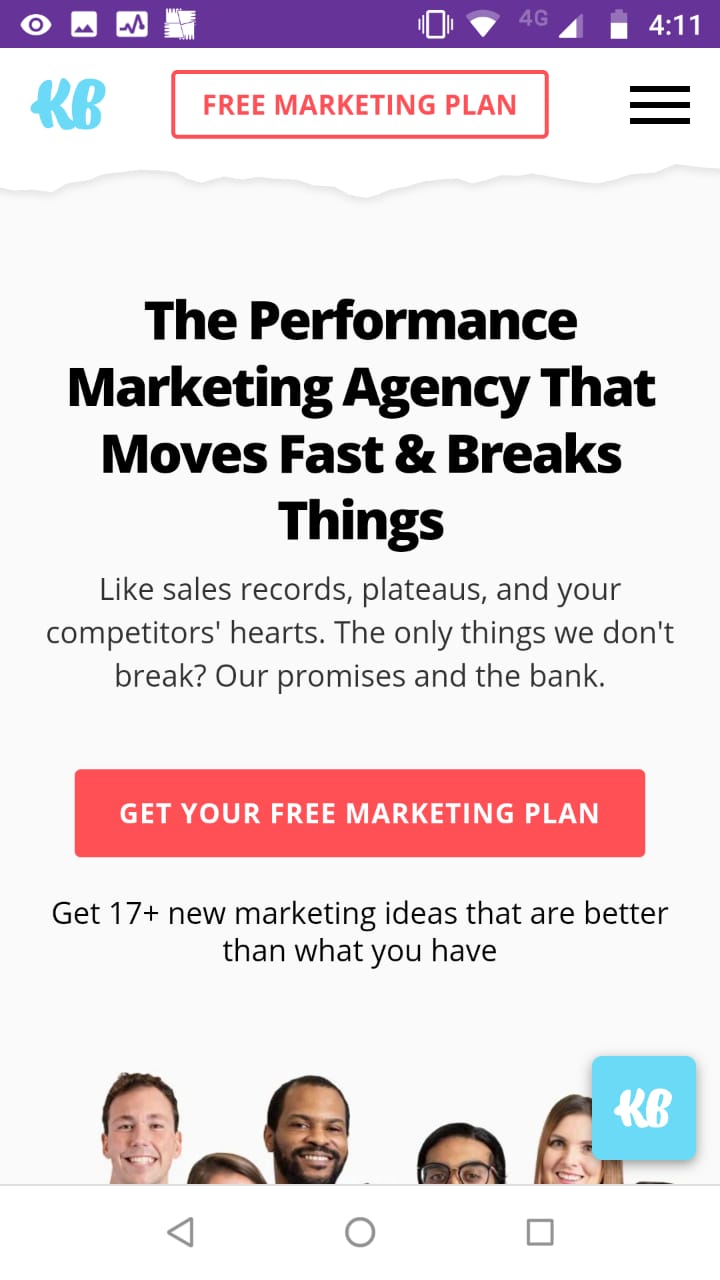 4G 4:11
KB FREE MARKETING PLAN
The Performance
Marketing Agency That
Moves Fast & Breaks
Things
Like sales records, plateaus, and your
competitors' hearts. The only things we don't
break? Our promises and the bank.
GET YOUR FREE MARKETING PLAN
Get 17+ new marketing ideas that are better
than what you have
KB